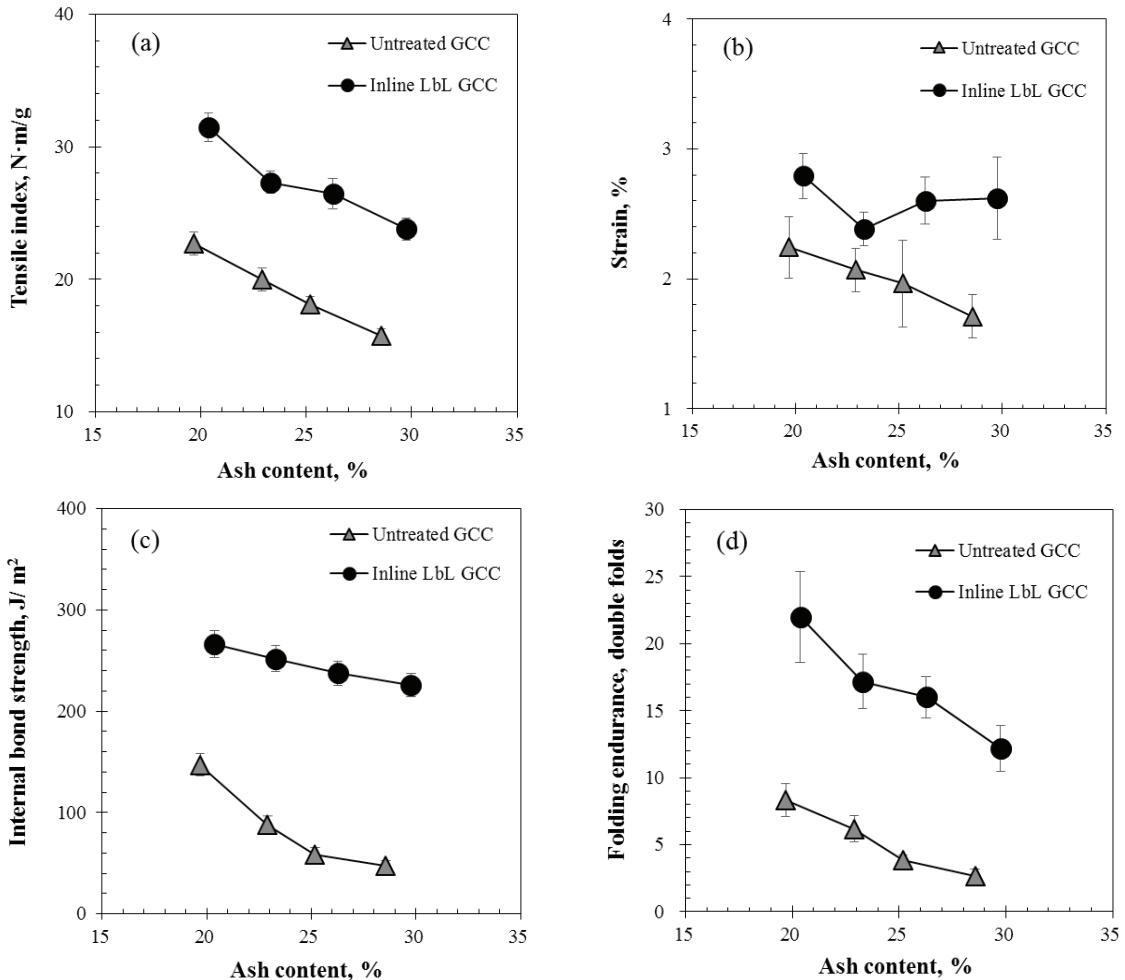 (a)
Untreated GCC
Inline LbL GCC
40
30
20
10
15 20 25 30 35
Tensile index, N·m/g
Ash content, %
(b)
Untreated GCC
Inline LbL GCC
4
3
2
1
15 20 25 30 35
Strain, %
Ash content, %
(c)
Untreated GCC
Inline LbL GCC
400
300
200
100
0
15 20 25 30 35
Internal bond strength, J/ m²
Ash content, %
(d)
Untreated GCC
Inline LbL GCC
30
25
20
15
10
5
0
15 20 25 30 35
Folding endurance, double folds
Ash content, %